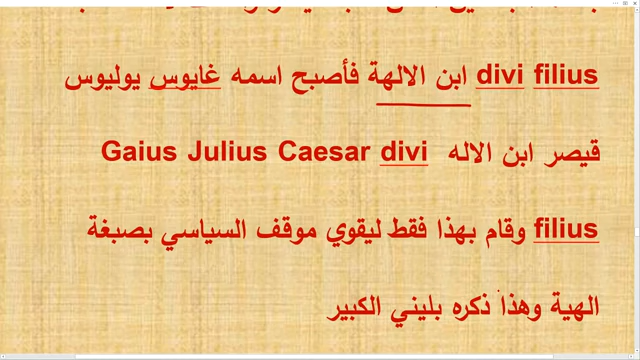 divi filius ابن الالهة فأصبح اسمه غايوس يوليوس
قيصر ابن الاله Gaius Julius Caesar divi
filius وقام بهذا فقط ليقوي موقف السياسي بصبغة
الهية وهذا ذكره بليني الكبير